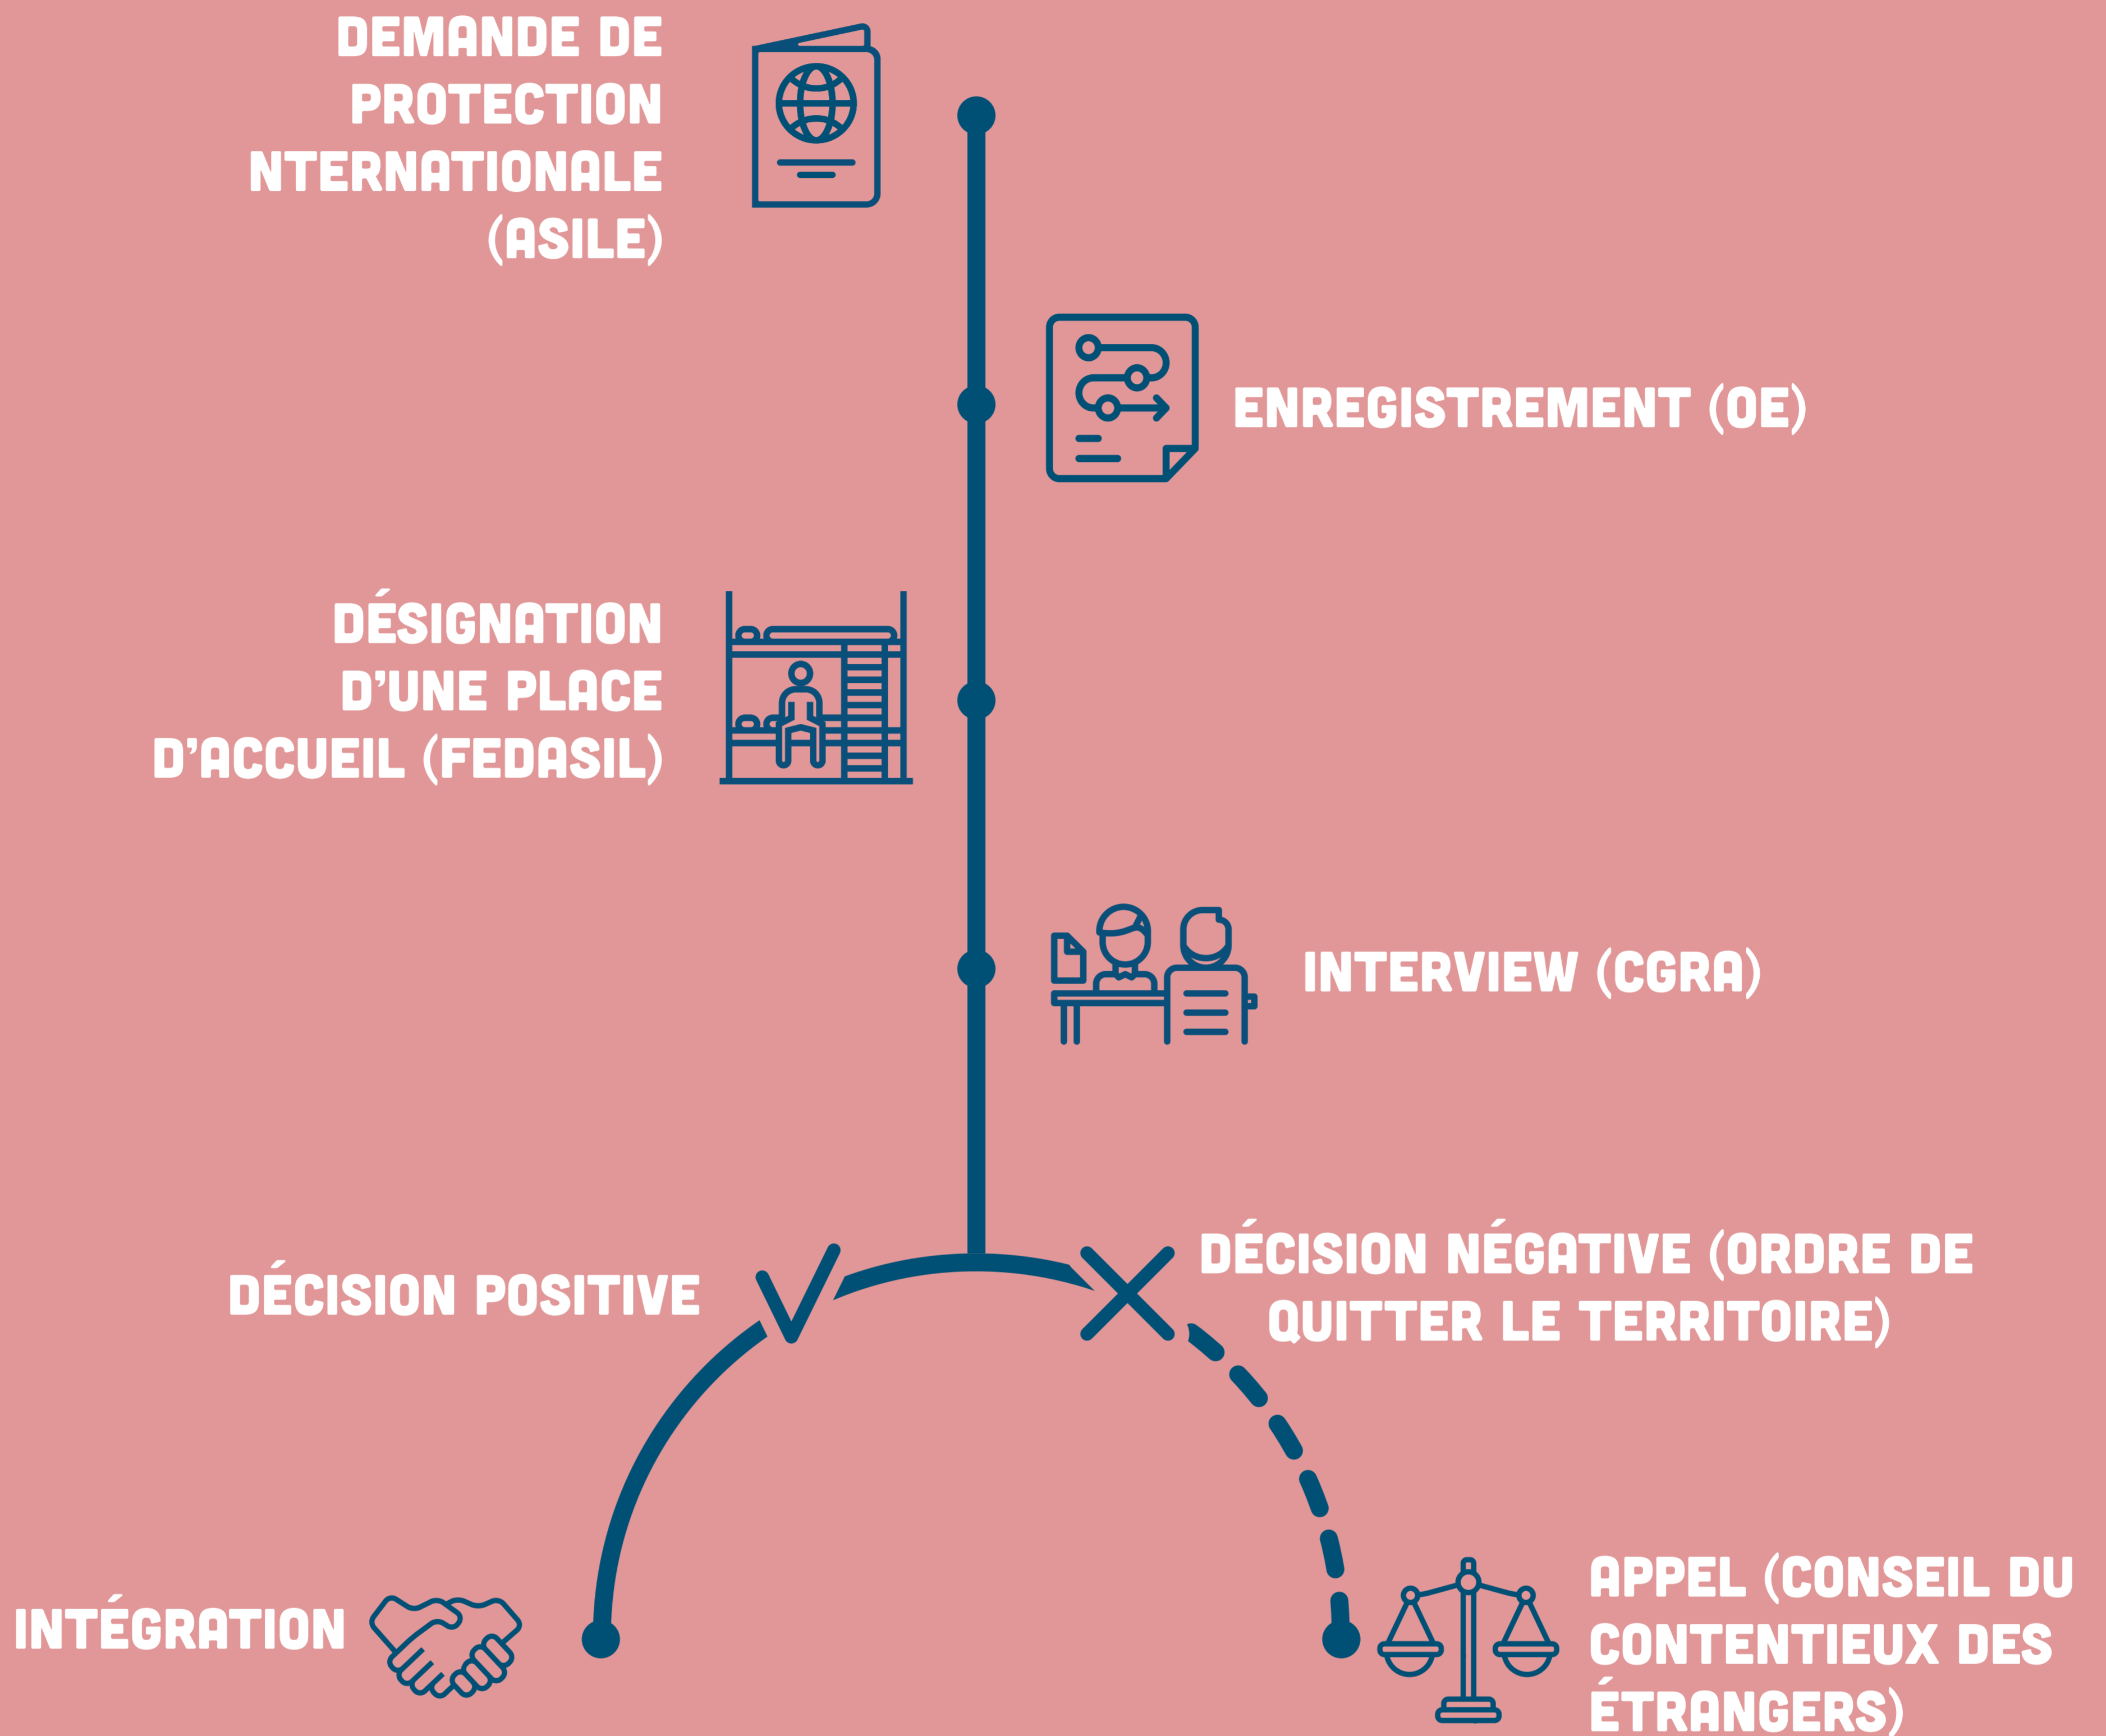 DEMANDE DE
PROTECTION
NTERNATIONALE
(ASILE)
ENREGISTREMENT (OE)
DÉSIGNATION
D'UNE PLACE
D'ACCUEIL (FEDASIL)
INTERVIEW (CGRA)
DÉCISION POSITIVE
DÉCISION NÉGATIVE (ORDRE DE
QUITTER LE TERRITOIRE)
INTÉGRATION
APPEL (CONSEIL DU
CONTENTIEUX DES
ÉTRANGERS)